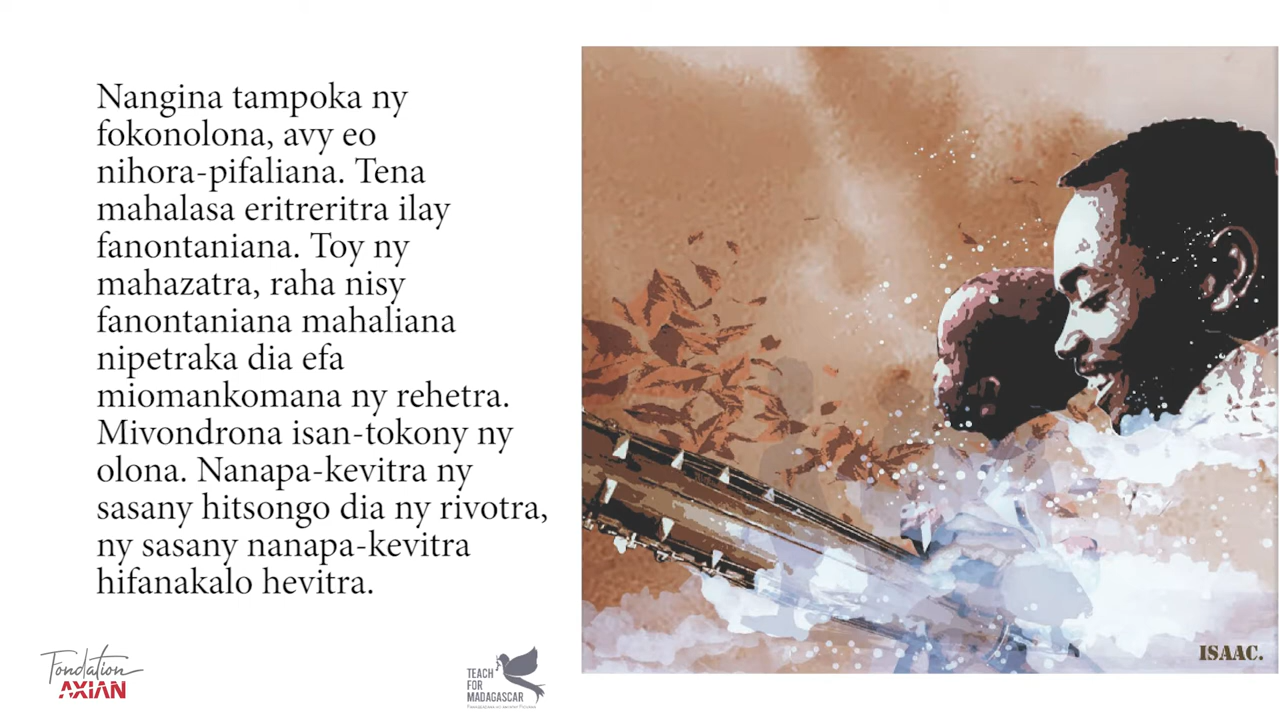 Nangina tampoka ny
fokonolona, avy eo
nihora-pifaliana. Tena
mahalasa eritreritra ilay
fanontaniana. Toy ny
mahazatra, raha nisy
fanontaniana mahaliana
nipetraka dia efa
miomankomana ny rehetra.
Mivondrona isan-tokony ny
olona. Nanapa-kevitra ny
sasany hitsongo dia ny rivotra,
ny sasany nanapa-kevitra
hifanakalo hevitra.
Fondation
AXIAN
TEACH
FOR
MADAGASCAR
ISAAC.